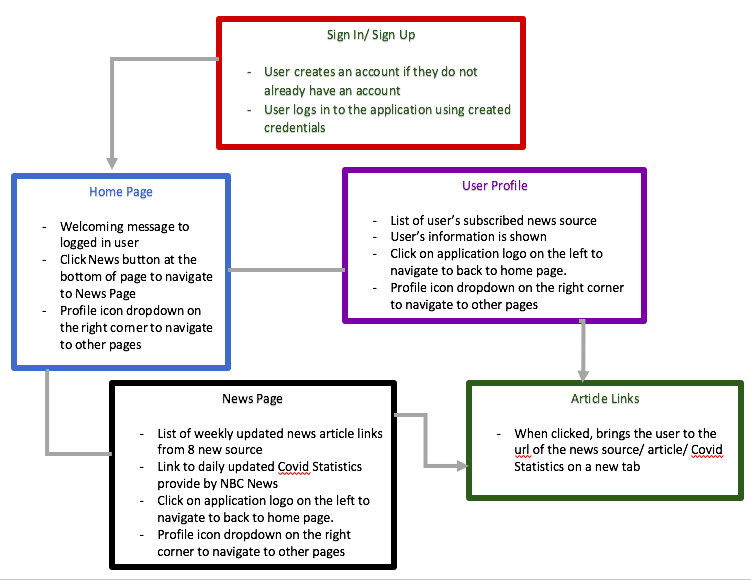 Sign In/ Sign Up
- User creates an account if they do not
already have an account
- User logs in to the application using created
credentials
Home Page
- Welcoming message to
logged in user
- Click News button at the
bottom of page to navigate
to News Page
- Profile icon dropdown on
the right corner to navigate
to other pages
User Profile
- List of user's subscribed news source
- User's information is shown
- Click on application logo on the left to
navigate to back to home page.
- Profile icon dropdown on the right corner
to navigate to other pages
News Page
- List of weekly updated news article links
from 8 new source
- Link to daily updated Covid Statistics
provide by NBC News
- Click on application logo on the left to
navigate to back to home page.
- Profile icon dropdown on the right
corner to navigate to other pages
Article Links
- When clicked, brings the user to the
url of the news source/ article/ Covid
Statistics on a new tab